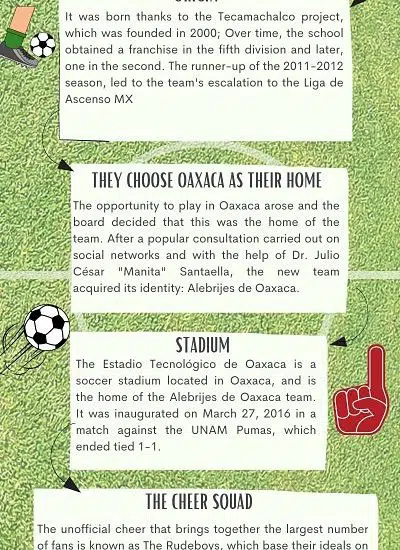 It was born thanks to the Tecamachalco project,
which was founded in 2000; Over time, the school
obtained a franchise in the fifth division and later,
one in the second. The runner-up of the 2011-2012
season, led to the team's escalation to the Liga de
Ascenso MX
THEY CHOOSE OAXACA AS THEIR HOME
The opportunity to play in Oaxaca arose and the
board decided that this was the home of the
team. After a popular consultation carried out on
social networks and with the help of Dr. Julio
César "Manita" Santaella, the new team
acquired its identity: Alebrijes de Oaxaca.
STADIUM
The Estadio Tecnológico de Oaxaca is a
soccer stadium located in Oaxaca, and is
the home of the Alebrijes de Oaxaca team.
It was inaugurated on March 27, 2016 in a
match against the UNAM Pumas, which
ended tied 1-1.
THE CHEER SQUAD
The unofficial cheer that brings together the largest number
of fans is known as The Rudeboys, which base their ideals on